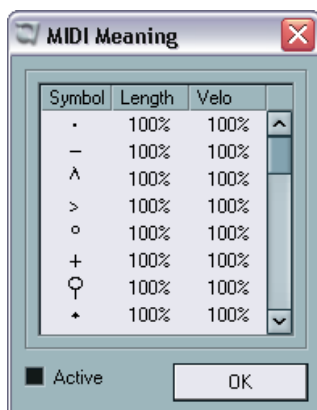 MIDI Meaning
Symbol Length Velo
· 100% 100%
– 100% 100%
^ 100% 100%
> 100% 100%
o 100% 100%
+ 100% 100%
100% 100%
100% 100%
Active
OK